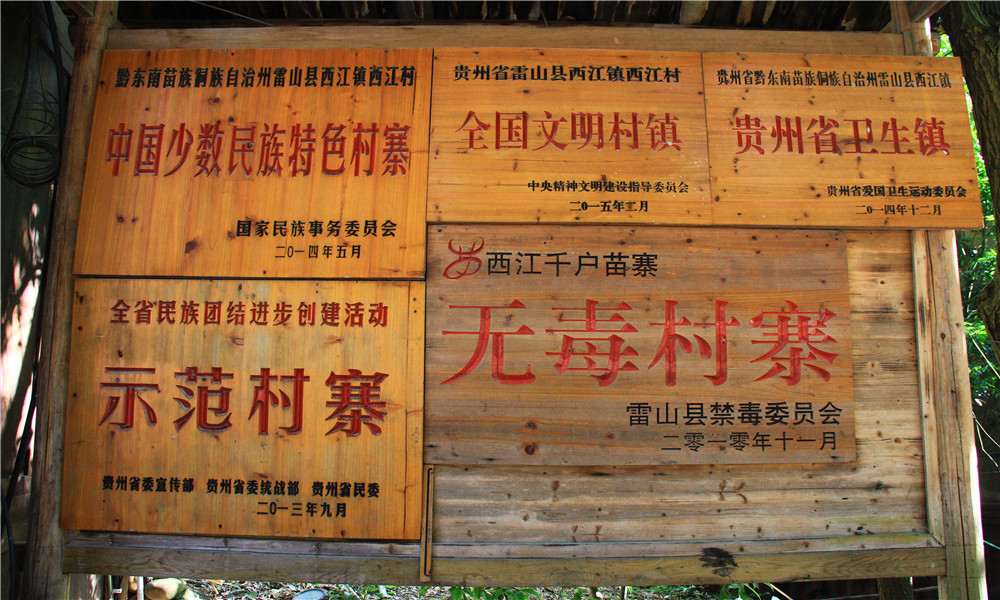 黔东南苗族侗族自治州雷山县西江镇西江村
中国少数民族特色村寨
国家民族事务委员会
二〇一四年五月
贵州省雷山县西江镇西江村
全国文明村镇
中央精神文明建设指导委员会
二〇一五年二月
贵州省黔东南苗族侗族自治州雷山县西江镇
贵州省卫生镇
贵州省爱国卫生运动委员会
二〇一四年十二月
全省民族团结进步创建活动
示范村寨
贵州省委宣传部 贵州省委统战部 贵州省民委
二〇一三年九月
西江千户苗寨
无毒村寨
雷山县禁毒委员会
二零一零年十一月